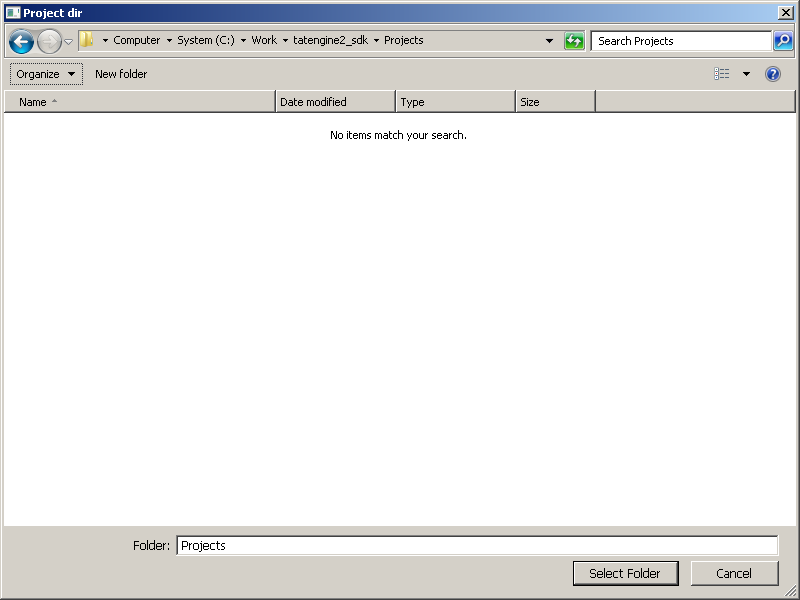 Project dir
Computer System (C:) Work tatengine2_sdk Projects Search Projects
Organize New folder
Name Date modified Type Size
No items match your search.
Folder: Projects
Select Folder Cancel